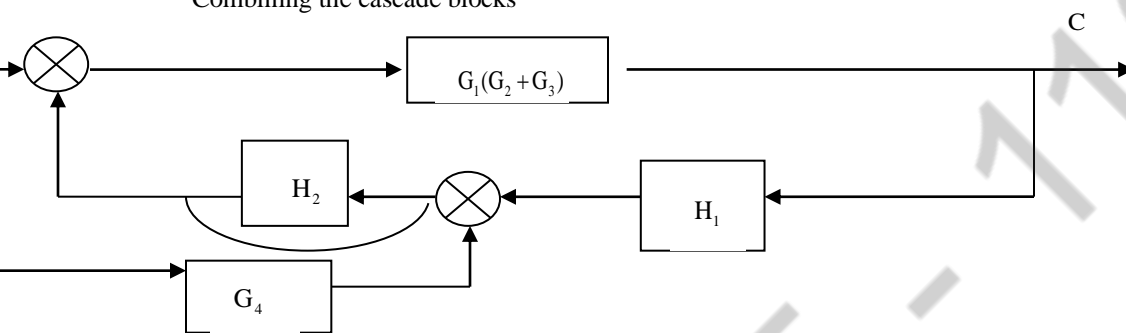 Combining the cascade blocks
C
G₁(G₂ + G₃)
H₂
H₁
G₄